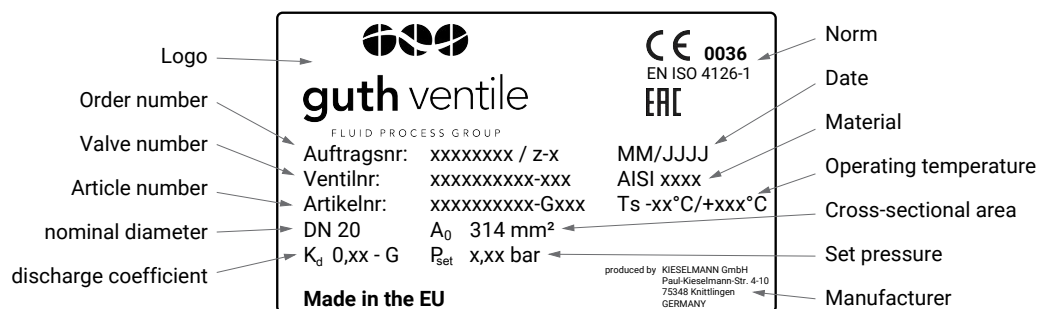 Logo
Order number
Valve number
Article number
nominal diameter
discharge coefficient
guth ventile
FLUID PROCESS GROUP
CE 0036
EN ISO 4126-1
EAC
Auftragsnr: xxxxxxxx / z-x MM/JJJJ
Ventilnr: xxxxxxxxxx-xxx AISI xxxx
Artikelnr: xxxxxxxxxx-Gxxx Ts -xx°C/+xxx°C
DN 20 A₀ 314 mm²
Kd 0,xx - G Pset x,xx bar
Made in the EU
produced by KIESELMANN GmbH
Paul-Kieselmann-Str. 4-10
75348 Knittlingen
GERMANY
Norm
Date
Material
Operating temperature
Cross-sectional area
Set pressure
Manufacturer